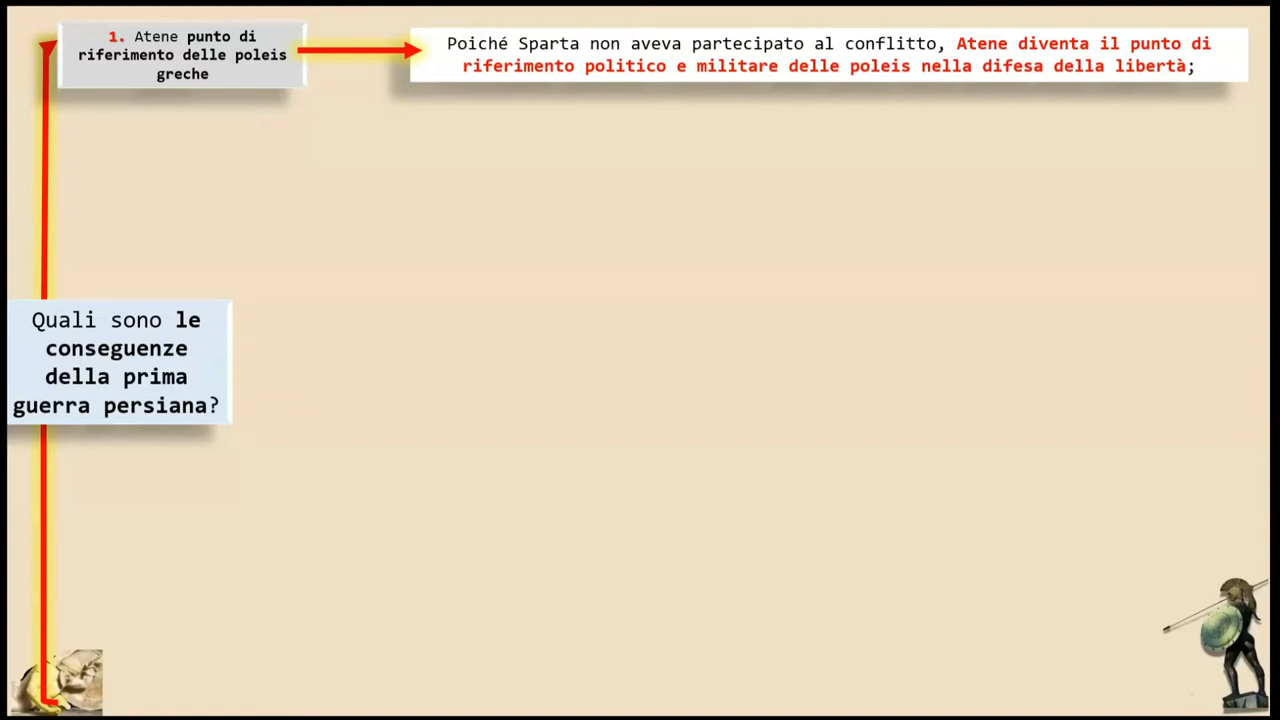 1. Atene punto di
riferimento delle poleis
greche
Poiché Sparta non aveva partecipato al conflitto, Atene diventa il punto di
riferimento politico e militare delle poleis nella difesa della libertà;
Quali sono le
conseguenze
della prima
guerra persiana?